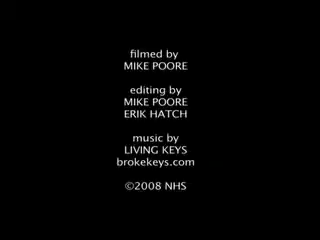 filmed by
MIKE POORE
editing by
MIKE POORE
ERIK HATCH
music by
LIVING KEYS
brokekeys.com
©2008 NHS